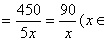 = 450/5x = 90/x (x ∈